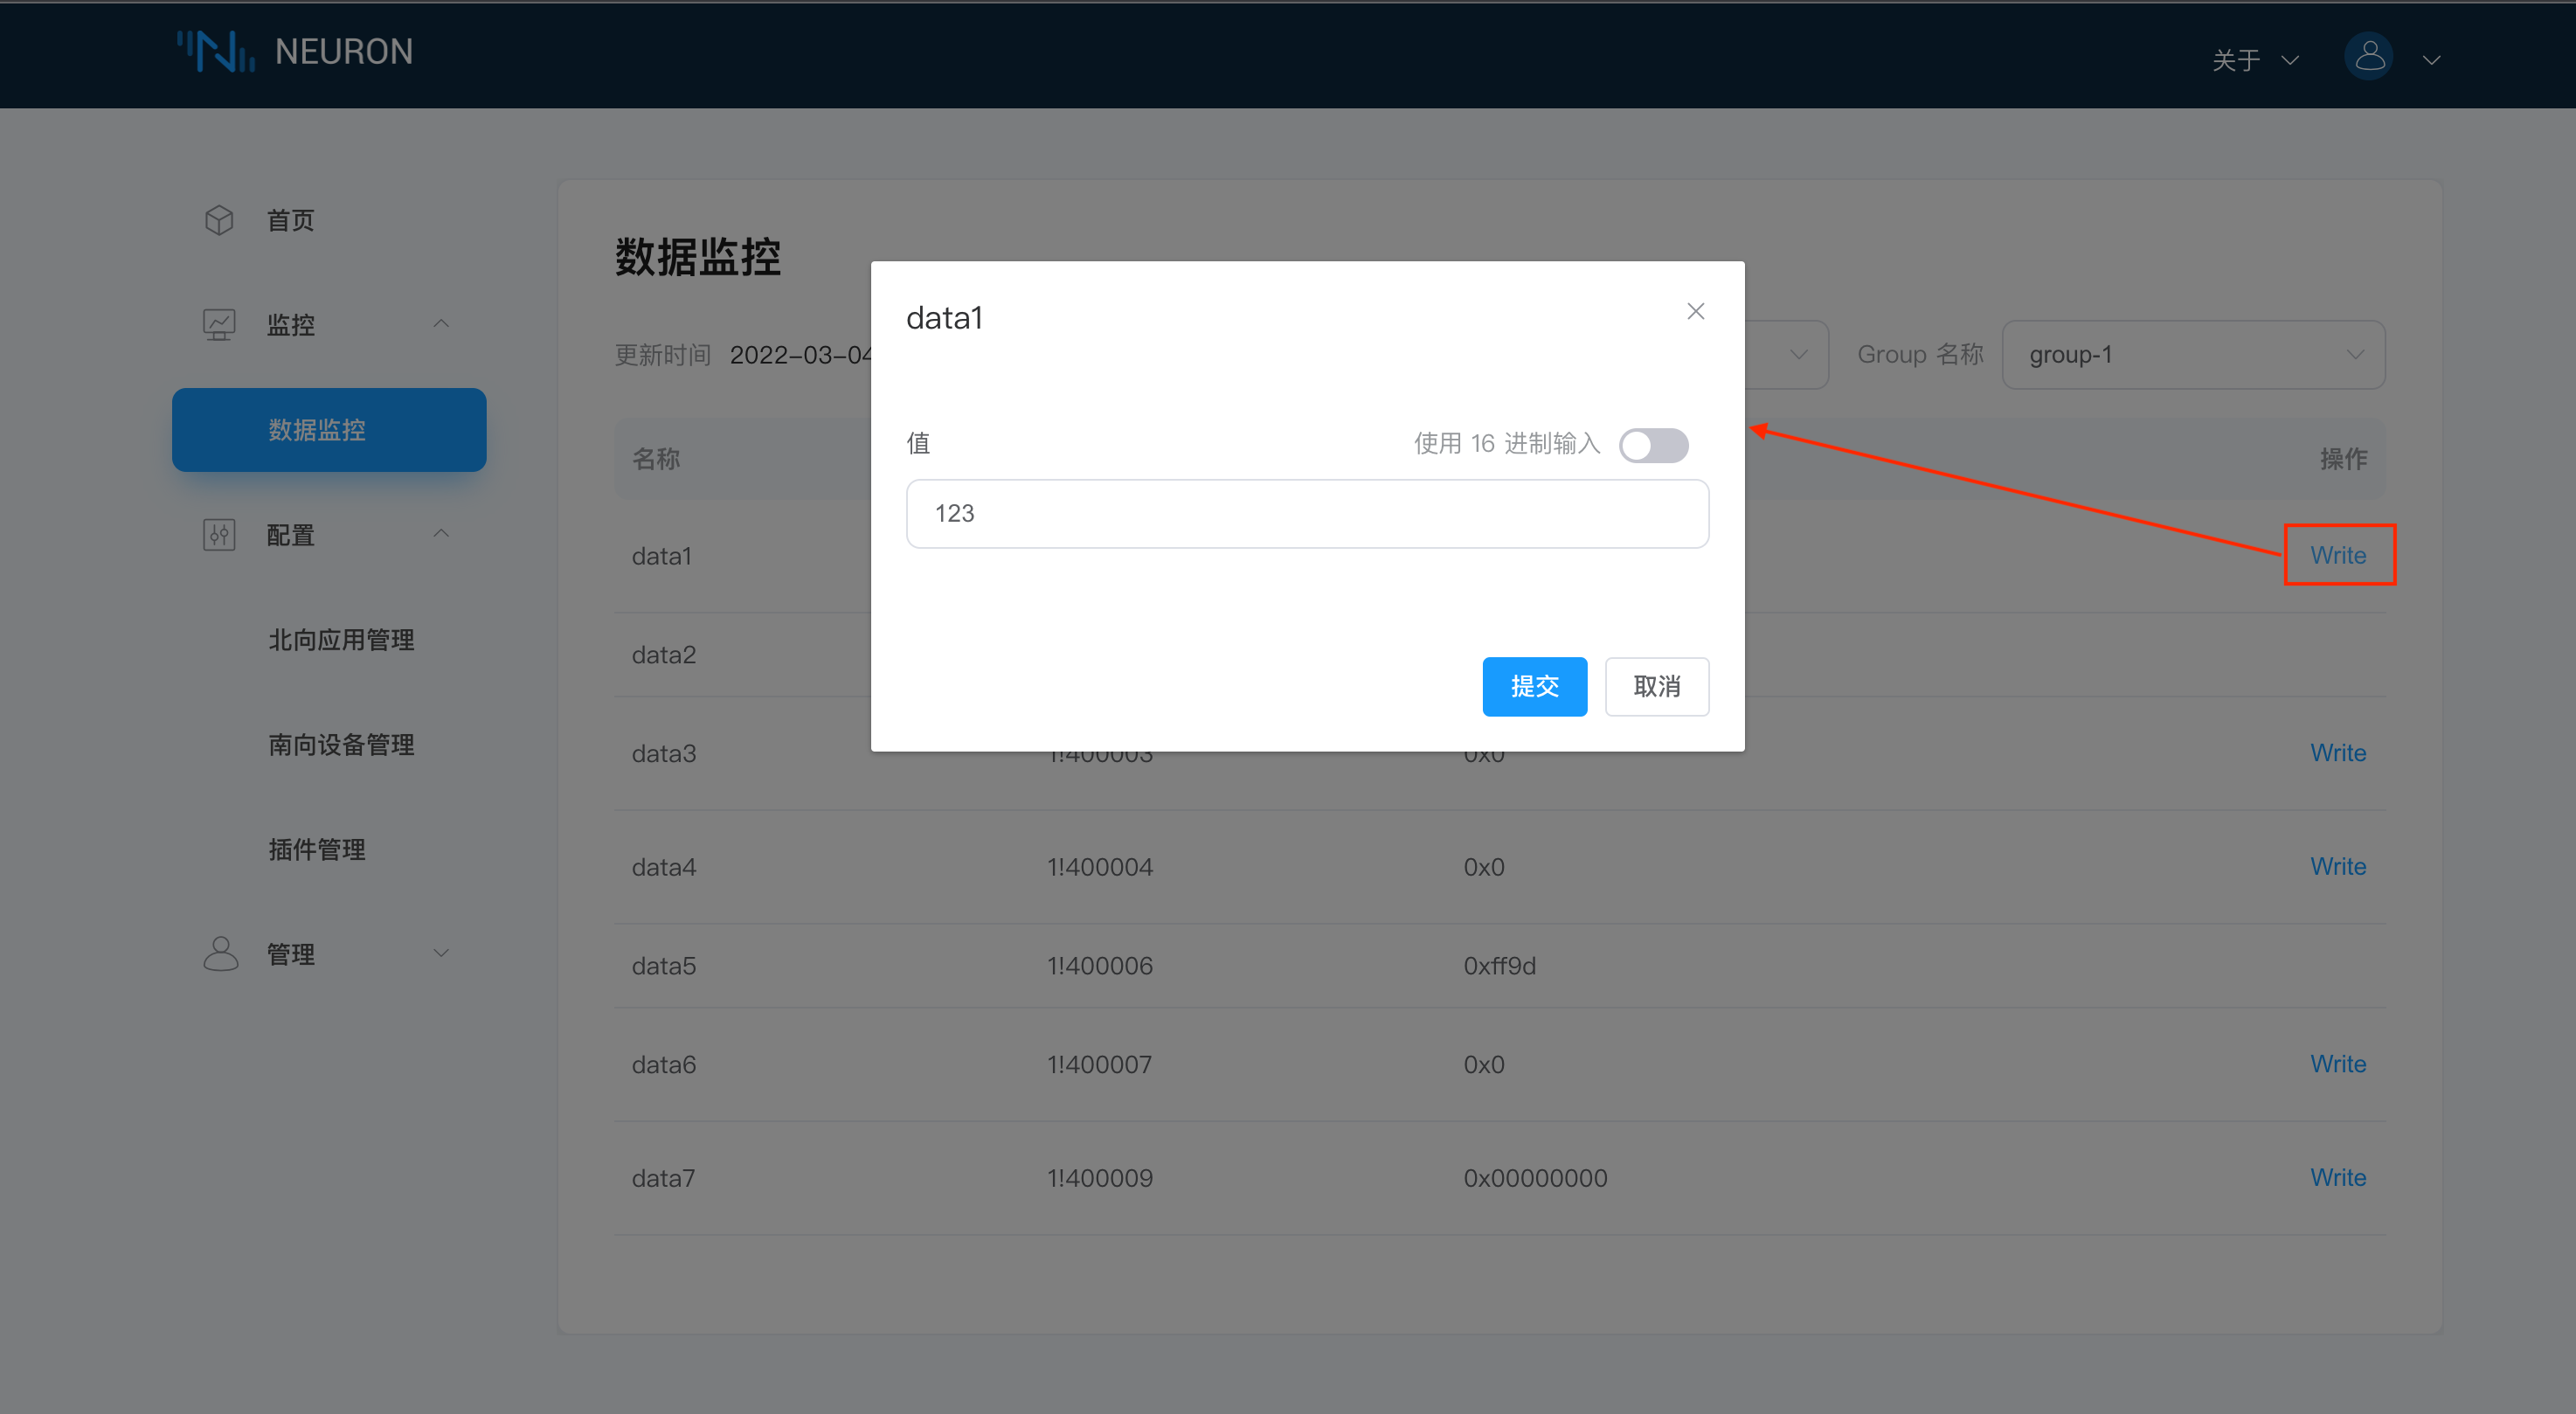 NEURON
关于
首页
监控
数据监控
配置
北向应用管理
南向设备管理
插件管理
管理
数据监控
更新时间 2022-03-04
Group 名称 group-1
名称 操作
data1 Write
data2
data3 1!400003 0x0 Write
data4 1!400004 0x0 Write
data5 1!400006 0xff9d
data6 1!400007 0x0 Write
data7 1!400009 0x00000000 Write
data1
值 使用 16 进制输入
123
提交 取消